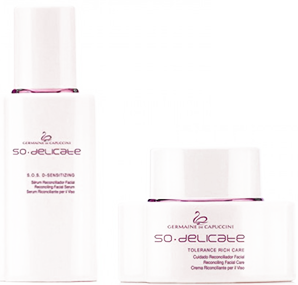 GERMAINE DE CAPUCCINI
so·delicate
S.O.S. D-SENSITIZING
Sérum Reconciliador Facial
Reconciling Facial Serum
Serum Riconciliante per il Viso
GERMAINE DE CAPUCCINI
so·delicate
TOLERANCE RICH CARE
Cuidado Reconciliador Facial
Reconciling Facial Care
Crema Riconciliante per il Viso